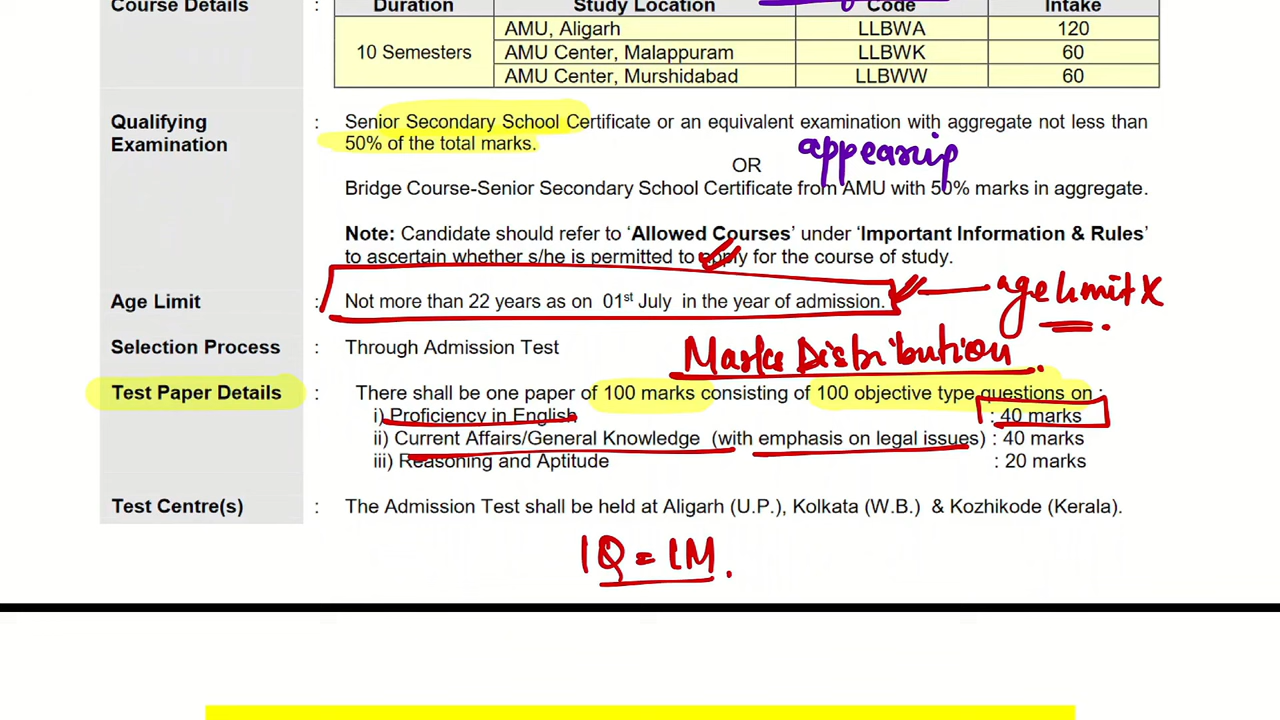 Course Details :
Duration Study Location Code Intake
10 Semesters
AMU, Aligarh LLBWA 120
AMU Center, Malappuram LLBWK 60
AMU Center, Murshidabad LLBWW 60
Qualifying Examination : Senior Secondary School Certificate or an equivalent examination with aggregate not less than
50% of the total marks.
appearing
OR
Bridge Course-Senior Secondary School Certificate from AMU with 50% marks in aggregate.
Note: Candidate should refer to ‘Allowed Courses’ under ‘Important Information & Rules’
to ascertain whether s/he is permitted to apply for the course of study.
Age Limit : Not more than 22 years as on 01st July in the year of admission.
age limit X
Selection Process : Through Admission Test
Marks Distribution.
Test Paper Details : There shall be one paper of 100 marks consisting of 100 objective type questions on :
i) Proficiency in English : 40 marks
ii) Current Affairs/General Knowledge (with emphasis on legal issues) : 40 marks
iii) Reasoning and Aptitude : 20 marks
Test Centre(s) : The Admission Test shall be held at Aligarh (U.P.), Kolkata (W.B.) & Kozhikode (Kerala).
1Q = 1M.